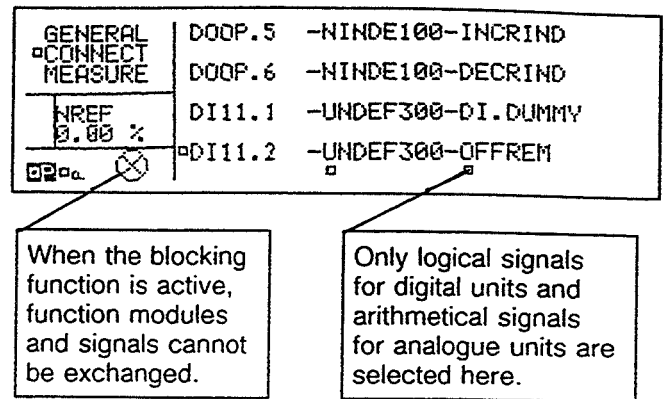 GENERAL
CONNECT
MEASURE
NREF
0.00 %
OP
DOOP.5 -NINDE100-INCRIND
DOOP.6 -NINDE100-DECRIND
DI11.1 -UNDEF300-DI.DUMMY
DI11.2 -UNDEF300-OFFREM
When the blocking
function is active,
function modules
and signals cannot
be exchanged.
Only logical signals
for digital units and
arithmetical signals
for analogue units are
selected here.